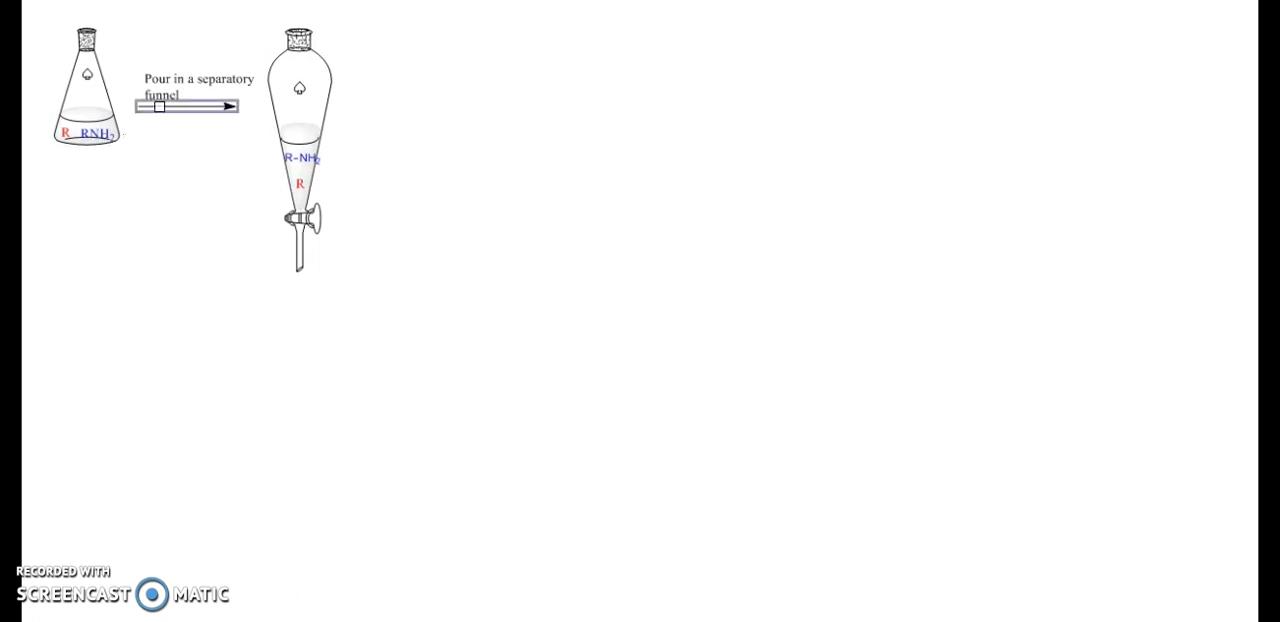 Pour in a separatory
funnel
R RNH2
R-NH2
R
RECORDED WITH
SCREENCAST MATIC